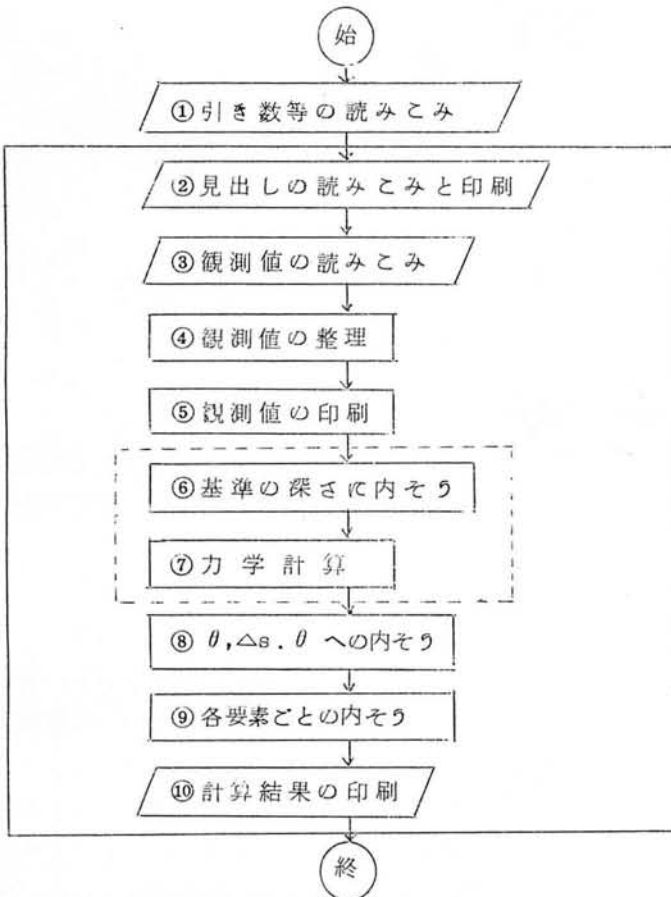 始
①引き数等の読みこみ
②見出しの読みこみと印刷
③観測値の読みこみ
④観測値の整理
⑤観測値の印刷
⑥基準の深さに内そう
⑦力学計算
⑧ θ,△s.θ への内そう
⑨各要素ごとの内そう
⑩計算結果の印刷
終